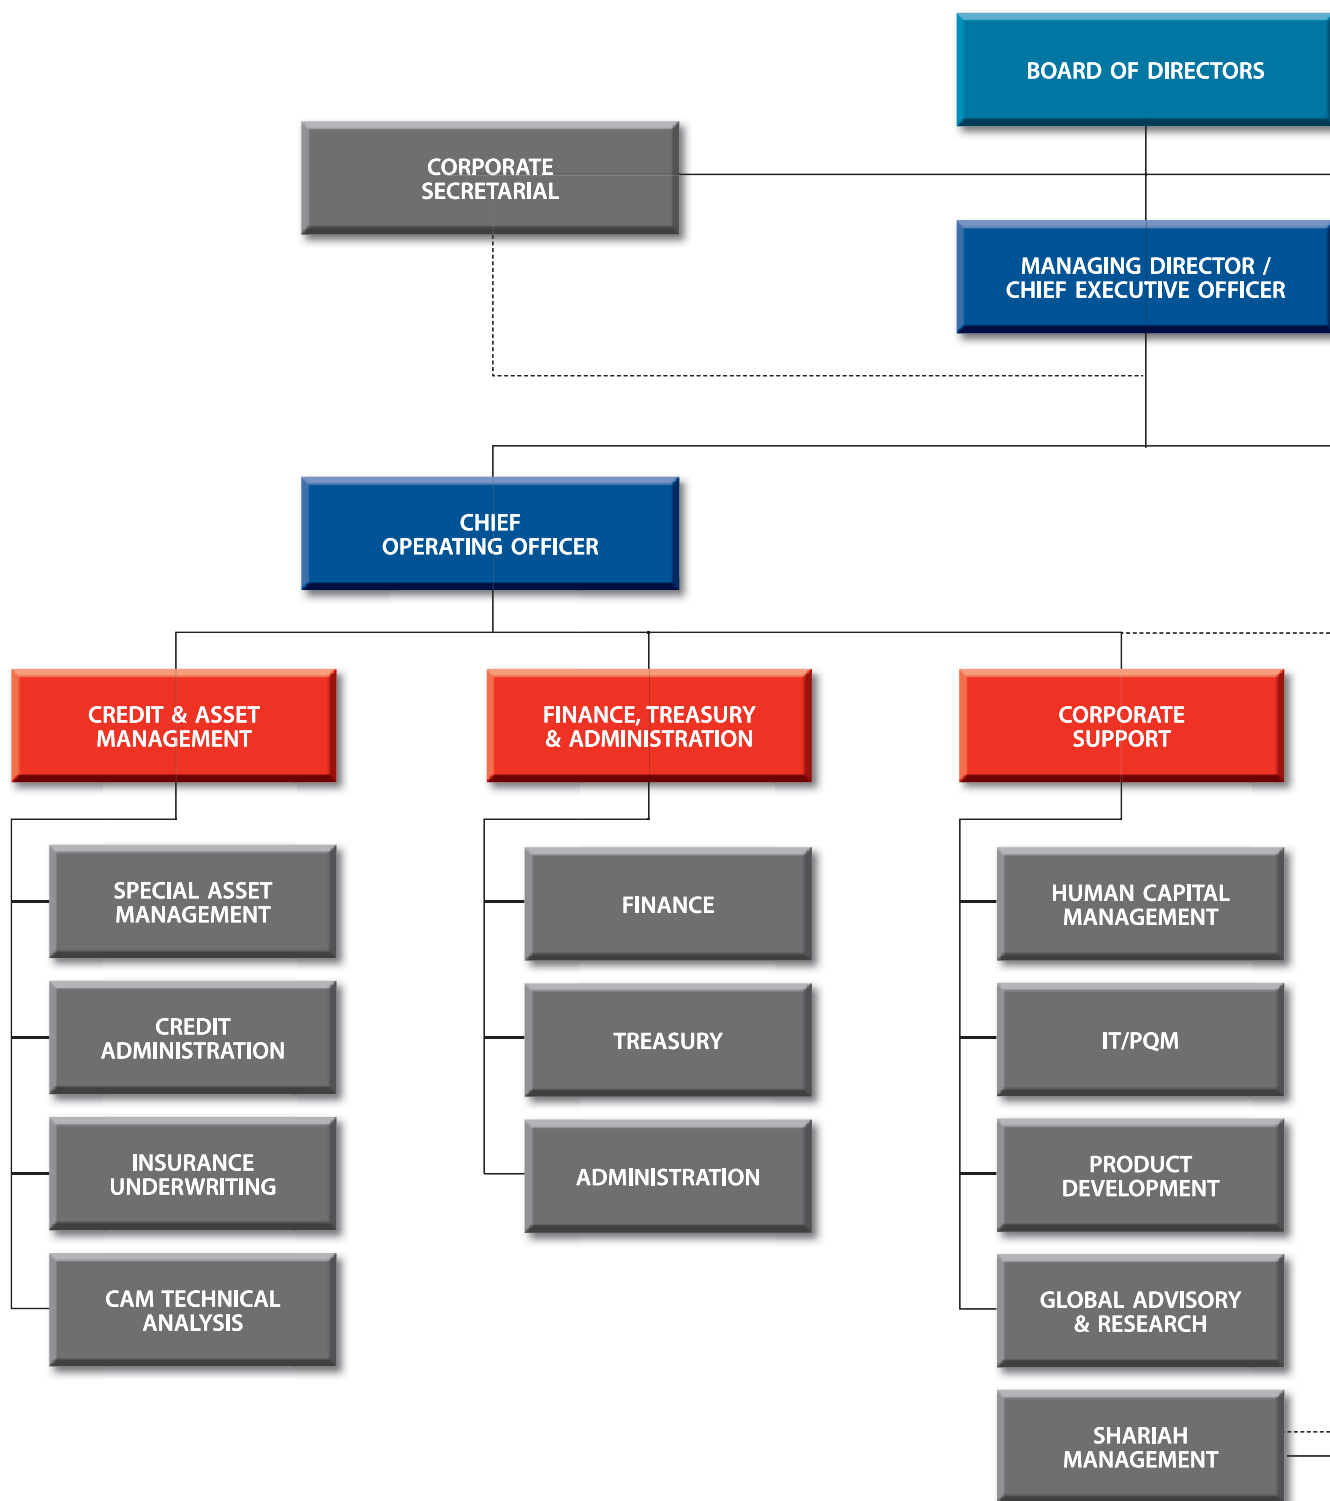 BOARD OF DIRECTORS
CORPORATE
SECRETARIAL
MANAGING DIRECTOR /
CHIEF EXECUTIVE OFFICER
CHIEF
OPERATING OFFICER
CREDIT & ASSET
MANAGEMENT
FINANCE, TREASURY
& ADMINISTRATION
CORPORATE
SUPPORT
SPECIAL ASSET
MANAGEMENT
CREDIT
ADMINISTRATION
INSURANCE
UNDERWRITING
CAM TECHNICAL
ANALYSIS
FINANCE
TREASURY
ADMINISTRATION
HUMAN CAPITAL
MANAGEMENT
IT/PQM
PRODUCT
DEVELOPMENT
GLOBAL ADVISORY
& RESEARCH
SHARIAH
MANAGEMENT